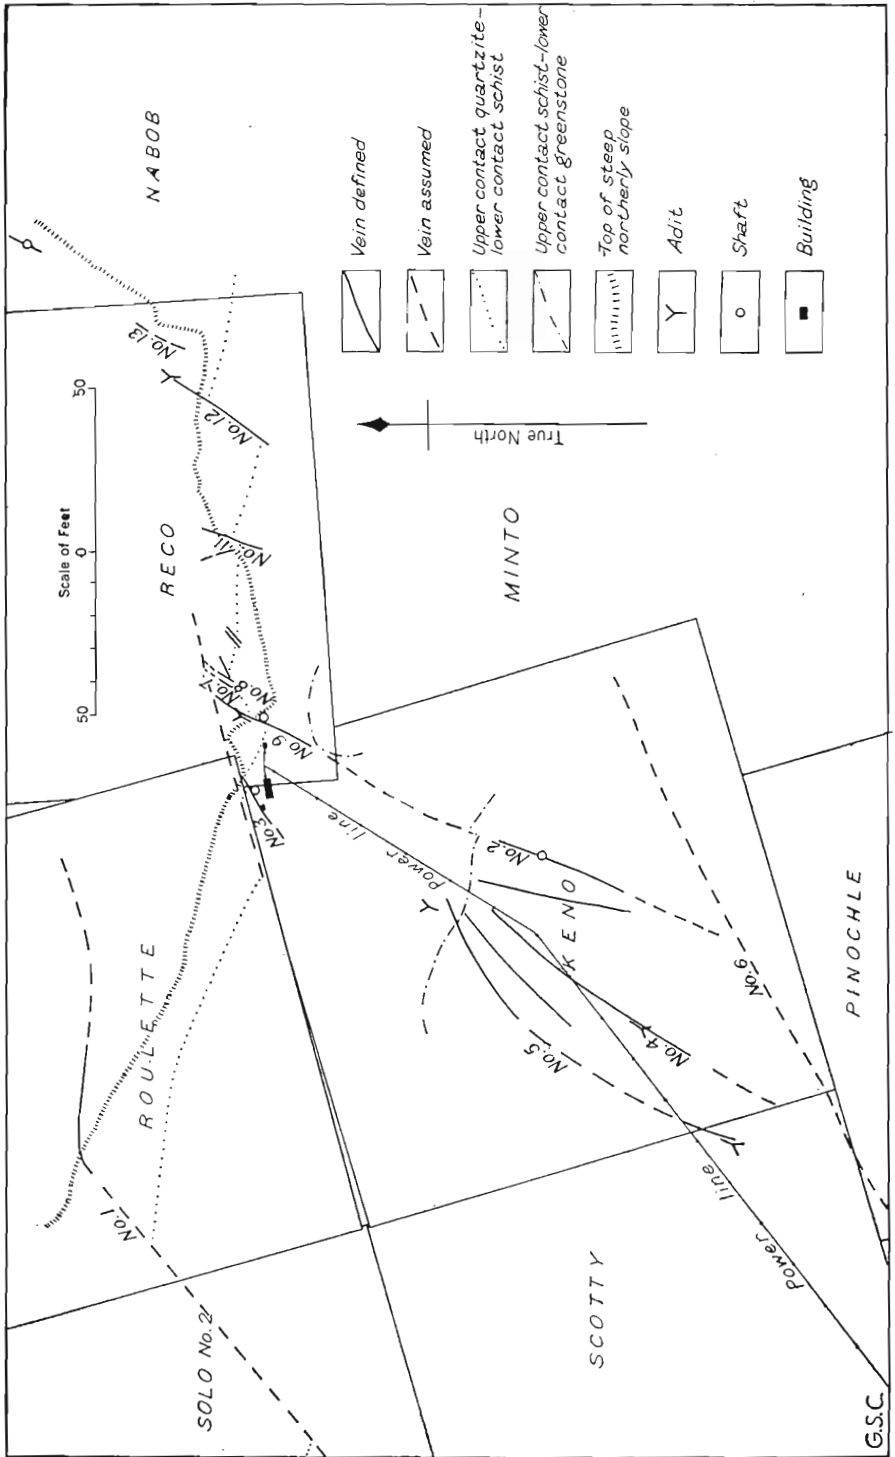 NABOB
No. 13
50
0
50
Scale of Feet
RECO
No. 12
No. 11
No. 8
No. 9
No. 3
ROULETTE
No. 1
SOLO No. 2
line
Power
KENO
No. 2
No. 5
No. 4
No. 6
MINTO
PINOCHLE
SCOTTY
line
Power
True North
Vein defined
Vein assumed
Upper contact quartzite-
lower contact schist
Upper contact schist-lower
contact greenstone
Top of steep
northerly slope
Adit
Shaft
Building
G.S.C.